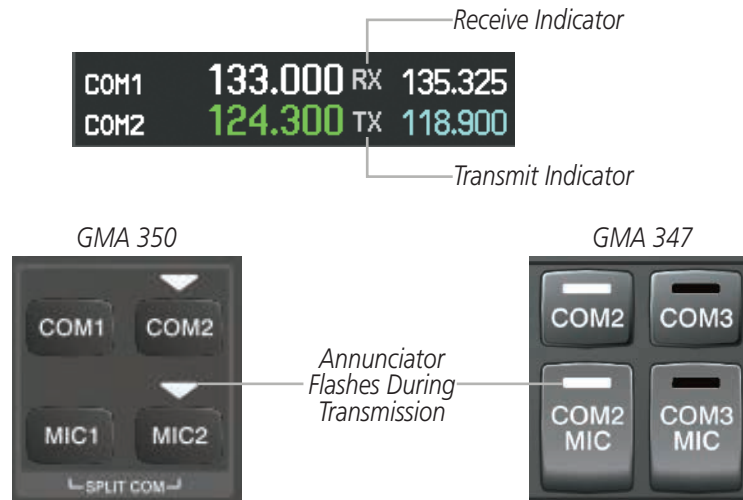 Receive Indicator
COM1 133.000 RX 135.325
COM2 124.300 TX 118.900
Transmit Indicator
GMA 350
GMA 347
COM1 COM2
MIC1 MIC2
SPLIT COM
Annunciator
Flashes During
Transmission
COM2 COM3
COM2
MIC
COM3
MIC